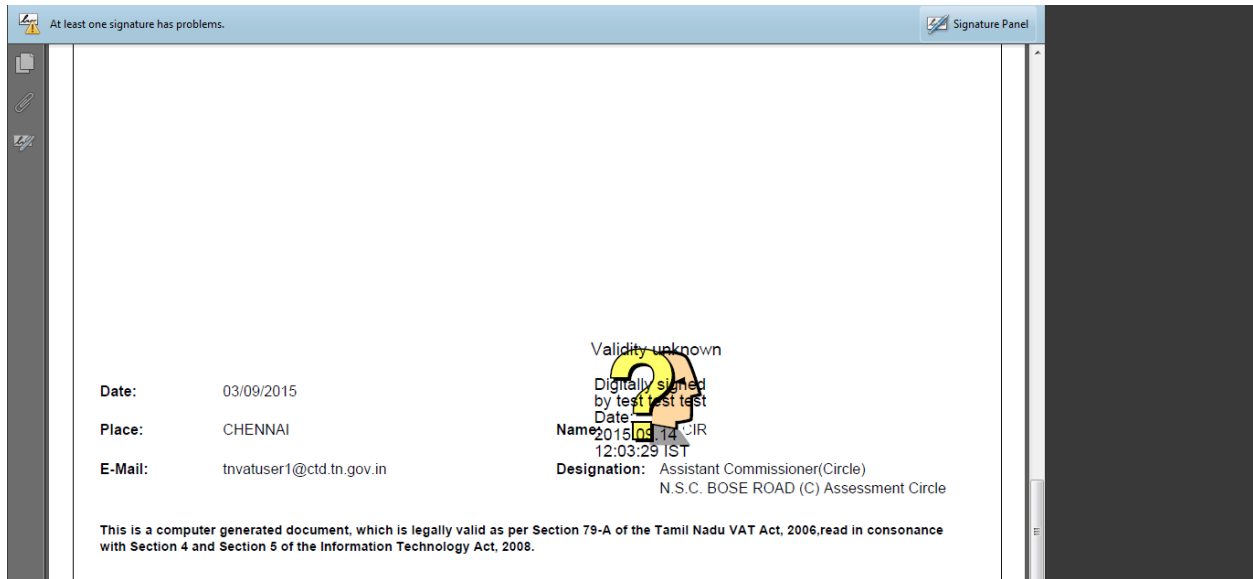 At least one signature has problems.
Signature Panel
Validity unknown
Digitally signed
by test test test
Date:
2015.09.14
12:03:29 IST
Date: 03/09/2015
Place: CHENNAI
Name: CIR
E-Mail: tnvatuser1@ctd.tn.gov.in
Designation: Assistant Commissioner(Circle)
N.S.C. BOSE ROAD (C) Assessment Circle
This is a computer generated document, which is legally valid as per Section 79-A of the Tamil Nadu VAT Act, 2006,read in consonance
with Section 4 and Section 5 of the Information Technology Act, 2008.